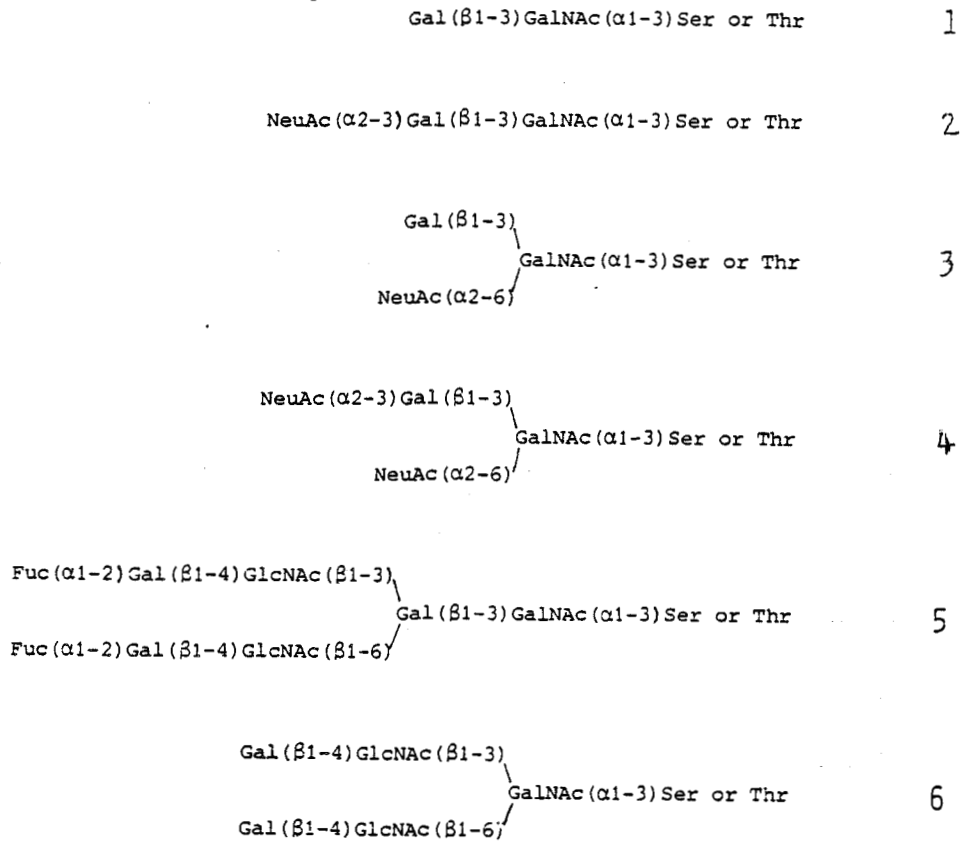 Gal(β1-3)GalNAc(α1-3)Ser or Thr 1
NeuAc(α2-3)Gal(β1-3)GalNAc(α1-3)Ser or Thr 2
Gal(β1-3)
GalNAc(α1-3)Ser or Thr 3
NeuAc(α2-6)
NeuAc(α2-3)Gal(β1-3)
GalNAc(α1-3)Ser or Thr 4
NeuAc(α2-6)
Fuc(α1-2)Gal(β1-4)GlcNAc(β1-3)
Gal(β1-3)GalNAc(α1-3)Ser or Thr 5
Fuc(α1-2)Gal(β1-4)GlcNAc(β1-6)
Gal(β1-4)GlcNAc(β1-3)
GalNAc(α1-3)Ser or Thr 6
Gal(β1-4)GlcNAc(β1-6)